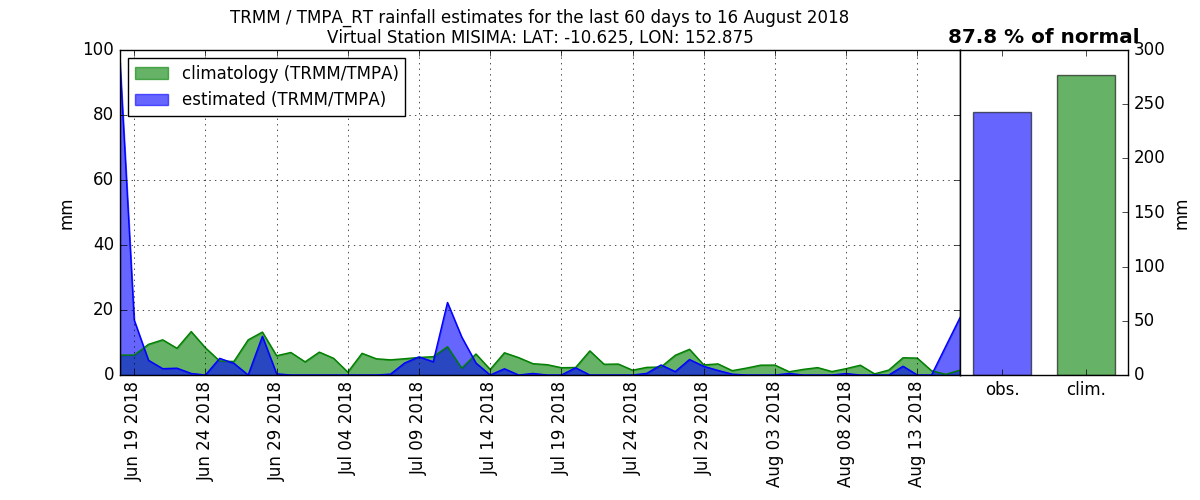 TRMM / TMPA_RT rainfall estimates for the last 60 days to 16 August 2018
Virtual Station MISIMA: LAT: -10.625, LON: 152.875
87.8 % of normal
climatology (TRMM/TMPA)
estimated (TRMM/TMPA)
100
80
60
40
20
0
mm
Jun 19 2018
Jun 24 2018
Jun 29 2018
Jul 04 2018
Jul 09 2018
Jul 14 2018
Jul 19 2018
Jul 24 2018
Jul 29 2018
Aug 03 2018
Aug 08 2018
Aug 13 2018
obs.
clim.
300
250
200
150
100
50
0
mm